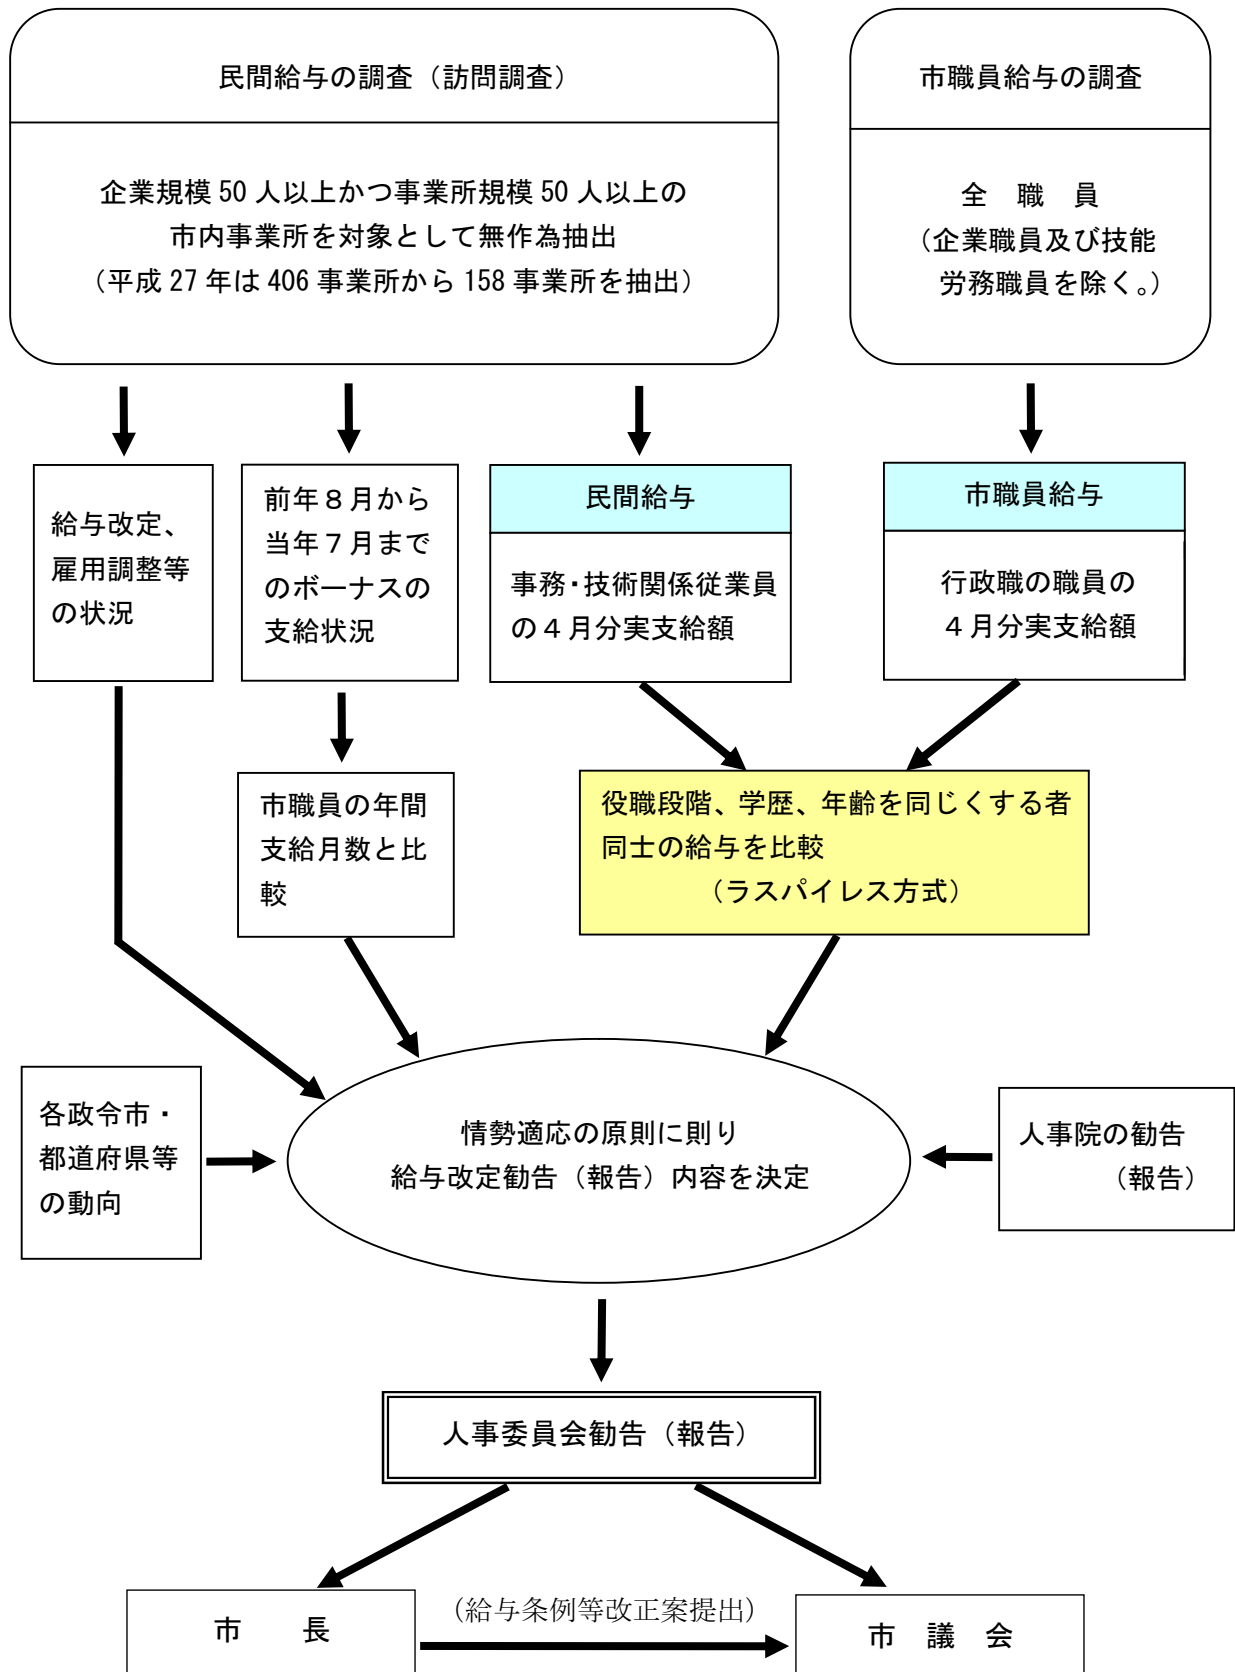 民間給与の調査（訪問調査）
企業規模 50 人以上かつ事業所規模 50 人以上の
市内事業所を対象として無作為抽出
（平成 27 年は 406 事業所から 158 事業所を抽出）
市職員給与の調査
全　職　員
（企業職員及び技能
労務職員を除く。）
給与改定、
雇用調整等
の状況
前年８月から
当年７月まで
のボーナスの
支給状況
民間給与
事務・技術関係従業員
の４月分実支給額
市職員給与
行政職の職員の
４月分実支給額
市職員の年間
支給月数と比
較
役職段階、学歴、年齢を同じくする者
同士の給与を比較
（ラスパイレス方式）
各政令市・
都道府県等
の動向
情勢適応の原則に則り
給与改定勧告（報告）内容を決定
人事院の勧告
（報告）
人事委員会勧告（報告）
市　　長
（給与条例等改正案提出）
市　議　会